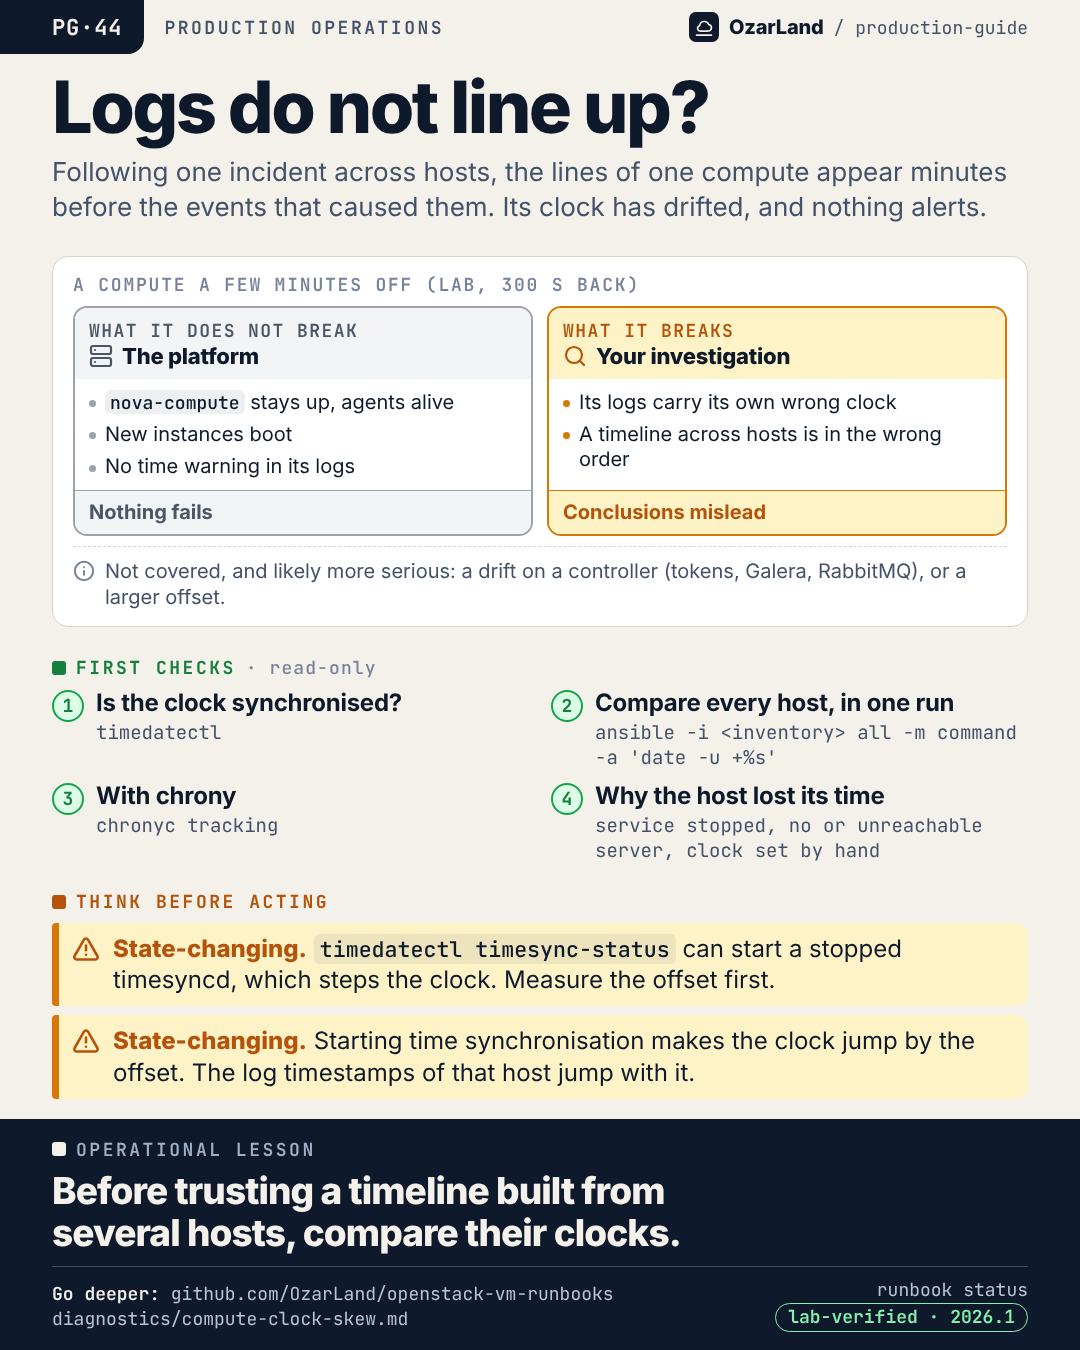 PG·44
PRODUCTION OPERATIONS
OzarLand / production-guide
Logs do not line up?
Following one incident across hosts, the lines of one compute appear minutes
before the events that caused them. Its clock has drifted, and nothing alerts.
A COMPUTE A FEW MINUTES OFF (LAB, 300 S BACK)
WHAT IT DOES NOT BREAK
The platform
nova-compute stays up, agents alive
New instances boot
No time warning in its logs
Nothing fails
WHAT IT BREAKS
Your investigation
Its logs carry its own wrong clock
A timeline across hosts is in the wrong
order
Conclusions mislead
Not covered, and likely more serious: a drift on a controller (tokens, Galera, RabbitMQ), or a
larger offset.
FIRST CHECKS · read-only
1 Is the clock synchronised?
timedatectl
2 Compare every host, in one run
ansible -i <inventory> all -m command
-a 'date -u +%s'
3 With chrony
chronyc tracking
4 Why the host lost its time
service stopped, no or unreachable
server, clock set by hand
THINK BEFORE ACTING
State-changing. timedatectl timesync-status can start a stopped
timesyncd, which steps the clock. Measure the offset first.
State-changing. Starting time synchronisation makes the clock jump by the
offset. The log timestamps of that host jump with it.
OPERATIONAL LESSON
Before trusting a timeline built from
several hosts, compare their clocks.
Go deeper: github.com/OzarLand/openstack-vm-runbooks
diagnostics/compute-clock-skew.md
runbook status
lab-verified · 2026.1